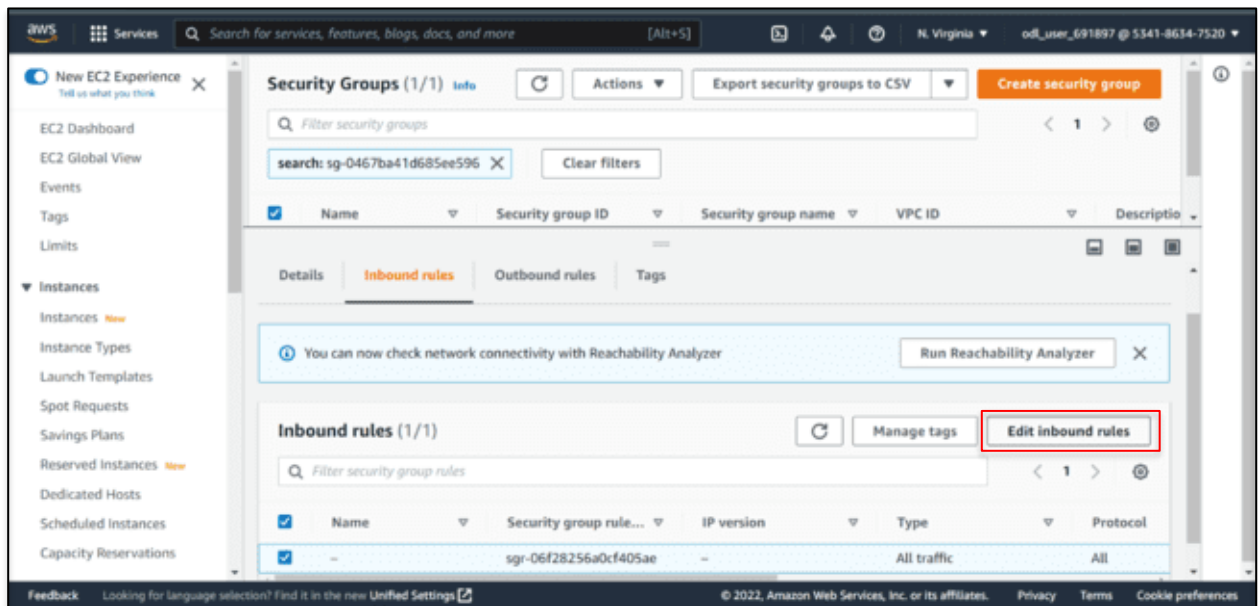 aws Services Search for services, features, blogs, docs, and more [Alt+S] N. Virginia ▼ odl_user_691897 @ 5341-8634-7520 ▼
New EC2 Experience
Tell us what you think
EC2 Dashboard
EC2 Global View
Events
Tags
Limits
Instances
Instances New
Instance Types
Launch Templates
Spot Requests
Savings Plans
Reserved Instances New
Dedicated Hosts
Scheduled Instances
Capacity Reservations
Security Groups (1/1) Info Actions ▼ Export security groups to CSV ▼ Create security group
Filter security groups < 1 >
search: sg-0467ba41d685ee596 X Clear filters
Name Security group ID Security group name VPC ID Descriptio
Details Inbound rules Outbound rules Tags
You can now check network connectivity with Reachability Analyzer Run Reachability Analyzer X
Inbound rules (1/1) Manage tags Edit inbound rules
Filter security group rules < 1 >
Name Security group rule... IP version Type Protocol
– sgr-06f28256a0cf405ae – All traffic All
Feedback Looking for language selection? Find it in the new Unified Settings © 2022, Amazon Web Services, Inc. or its affiliates. Privacy Terms Cookie preferences